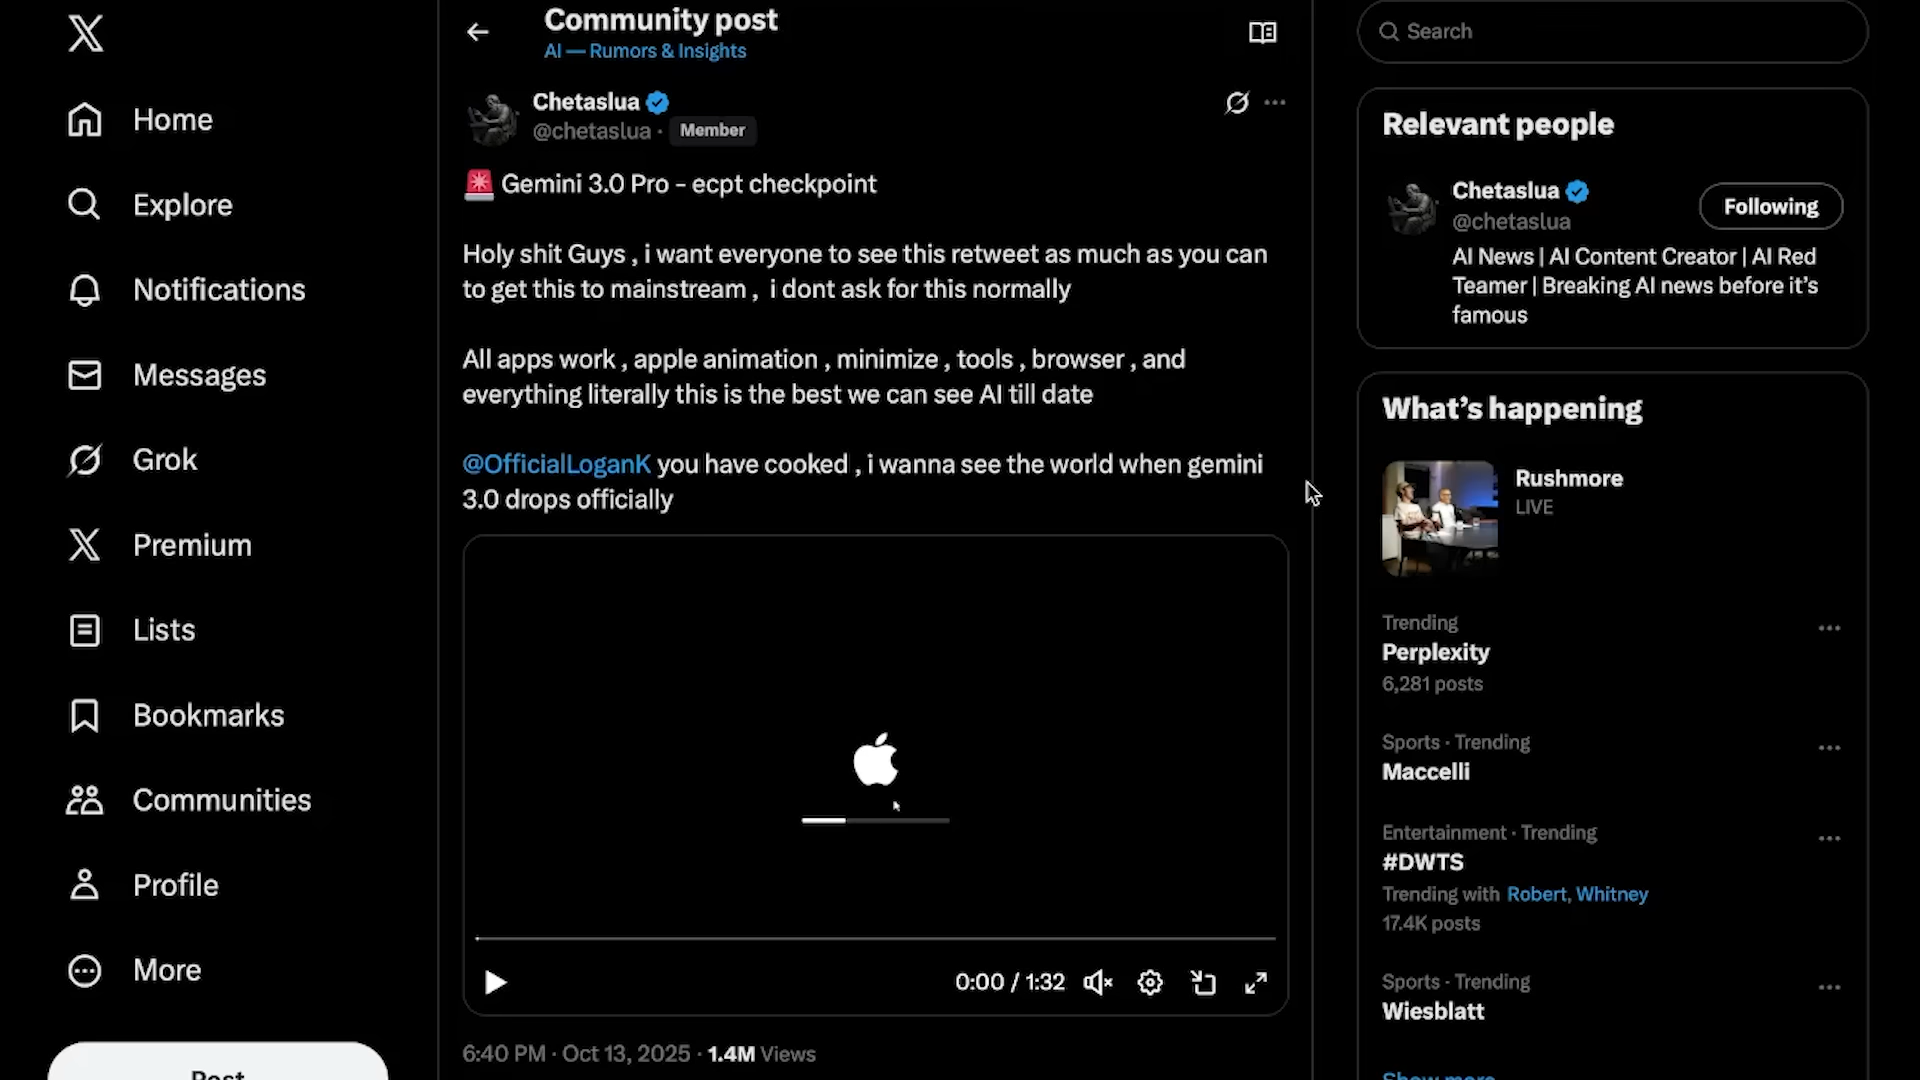 Home
Explore
Notifications
Messages
Grok
Premium
Lists
Bookmarks
Communities
Profile
More
Post
Community post
AI — Rumors & Insights
Chetaslua
@chetaslua · Member
🚨 Gemini 3.0 Pro - ecpt checkpoint
Holy shit Guys , i want everyone to see this retweet as much as you can
to get this to mainstream , i dont ask for this normally
All apps work , apple animation , minimize , tools , browser , and
everything literally this is the best we can see AI till date
@OfficialLoganK you have cooked , i wanna see the world when gemini
3.0 drops officially
0:00 / 1:32
6:40 PM · Oct 13, 2025 · 1.4M Views
Search
Relevant people
Chetaslua
@chetaslua
Following
AI News | AI Content Creator | AI Red
Teamer | Breaking AI news before it's
famous
What's happening
Rushmore
LIVE
Trending
Perplexity
6,281 posts
Sports · Trending
Maccelli
Entertainment · Trending
#DWTS
Trending with Robert, Whitney
17.4K posts
Sports · Trending
Wiesblatt
Show more